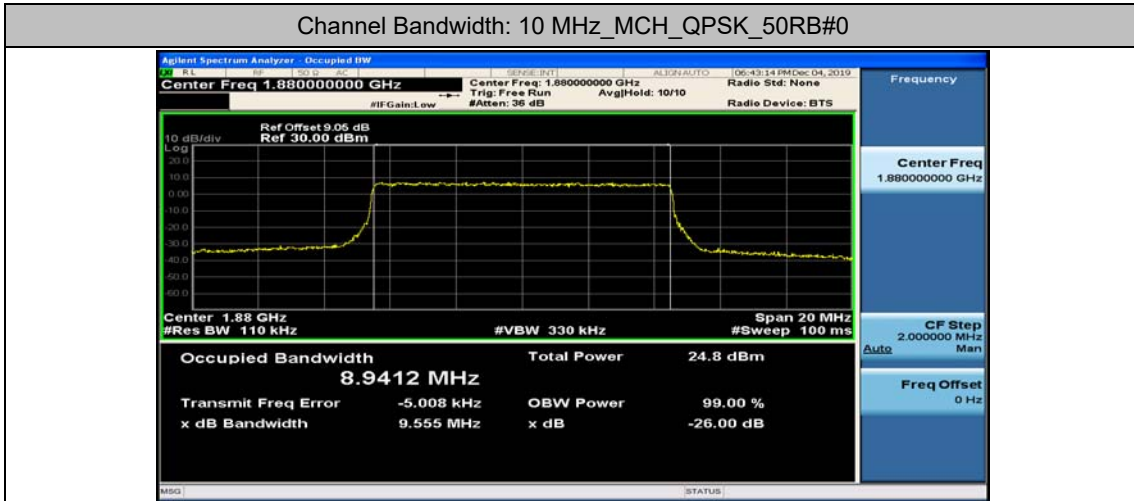 Channel Bandwidth: 10 MHz_MCH_QPSK_50RB#0
Agilent Spectrum Analyzer - Occupied BW
RL RF 50 Ω AC SENSE:INT ALIGN AUTO 06:43:14 PM Dec 04, 2019
Center Freq 1.880000000 GHz Center Freq: 1.880000000 GHz Radio Std: None
Trig: Free Run Avg|Hold: 10/10
#IFGain:Low #Atten: 36 dB Radio Device: BTS
Frequency
Ref Offset 9.05 dB
10 dB/div Ref 30.00 dBm
Log
20.0
10.0
0.00
-10.0
-20.0
-30.0
-40.0
-50.0
-60.0
Center Freq
1.880000000 GHz
Center 1.88 GHz Span 20 MHz
#Res BW 110 kHz #VBW 330 kHz #Sweep 100 ms
CF Step
2.000000 MHz
Auto Man
Occupied Bandwidth Total Power 24.8 dBm
8.9412 MHz
Transmit Freq Error -5.008 kHz OBW Power 99.00 %
x dB Bandwidth 9.555 MHz x dB -26.00 dB
Freq Offset
0 Hz
MSG STATUS